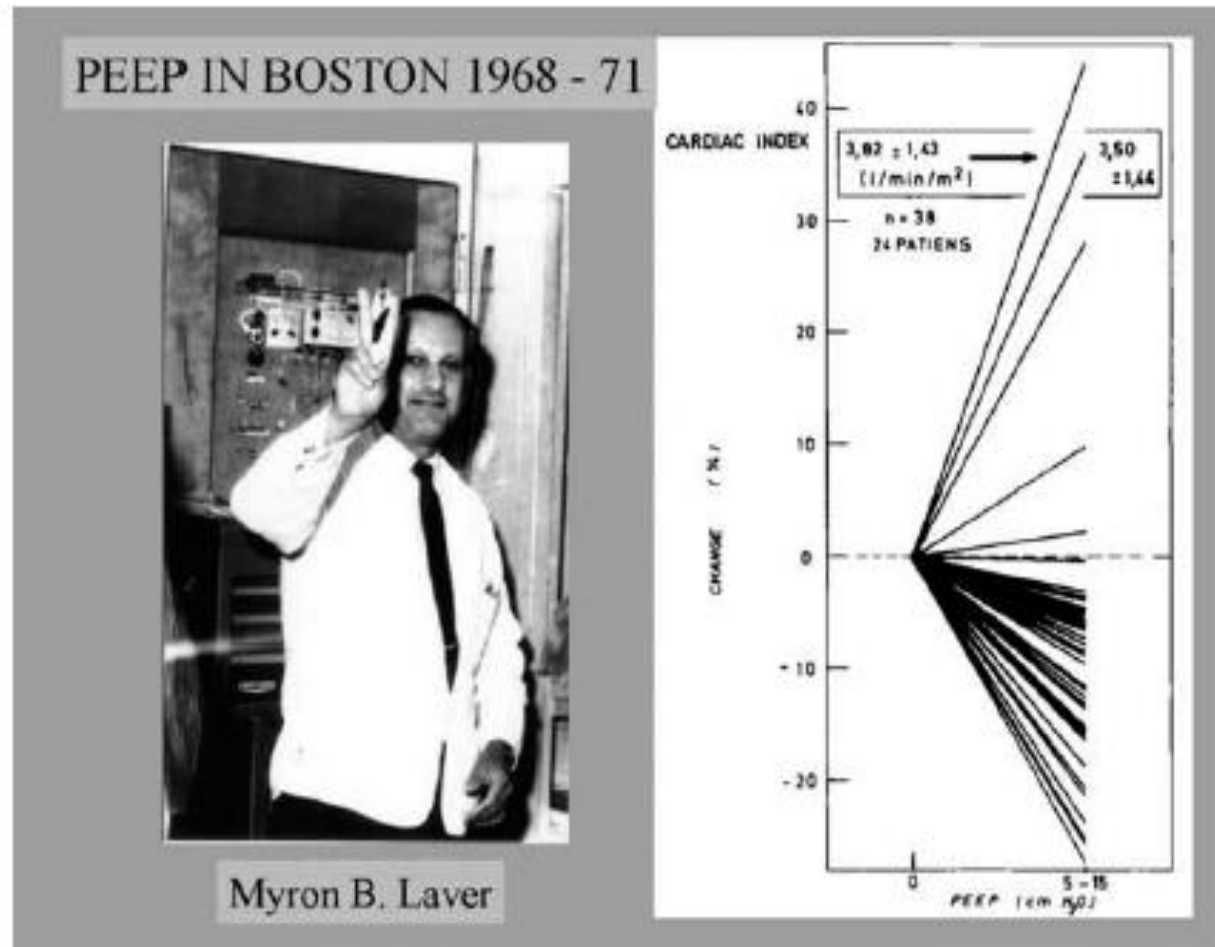 PEEP IN BOSTON 1968 - 71
Myron B. Laver
CARDIAC INDEX
3,82 ± 1,43
(l/min/m²)
3,50
± 1,44
n = 38
24 PATIENS
40
30
20
10
0
- 10
- 20
CHANGE (%)
0
5 - 15
PEEP (cm H₂O)